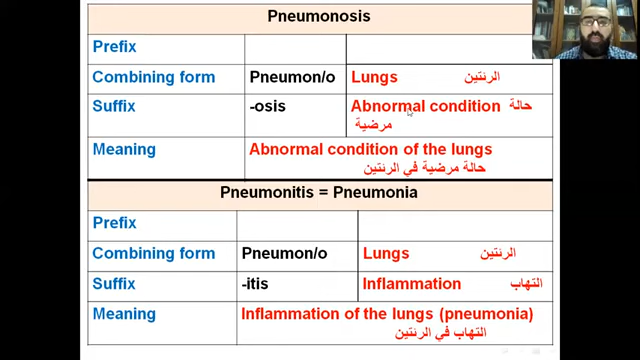 Pneumonosis
Prefix
Combining form Pneumon/o Lungs الرئتين
Suffix -osis Abnormal condition حالة
مرضية
Meaning Abnormal condition of the lungs
حالة مرضية في الرئتين
Pneumonitis = Pneumonia
Prefix
Combining form Pneumon/o Lungs الرئتين
Suffix -itis Inflammation التهاب
Meaning Inflammation of the lungs (pneumonia)
التهاب في الرئتين